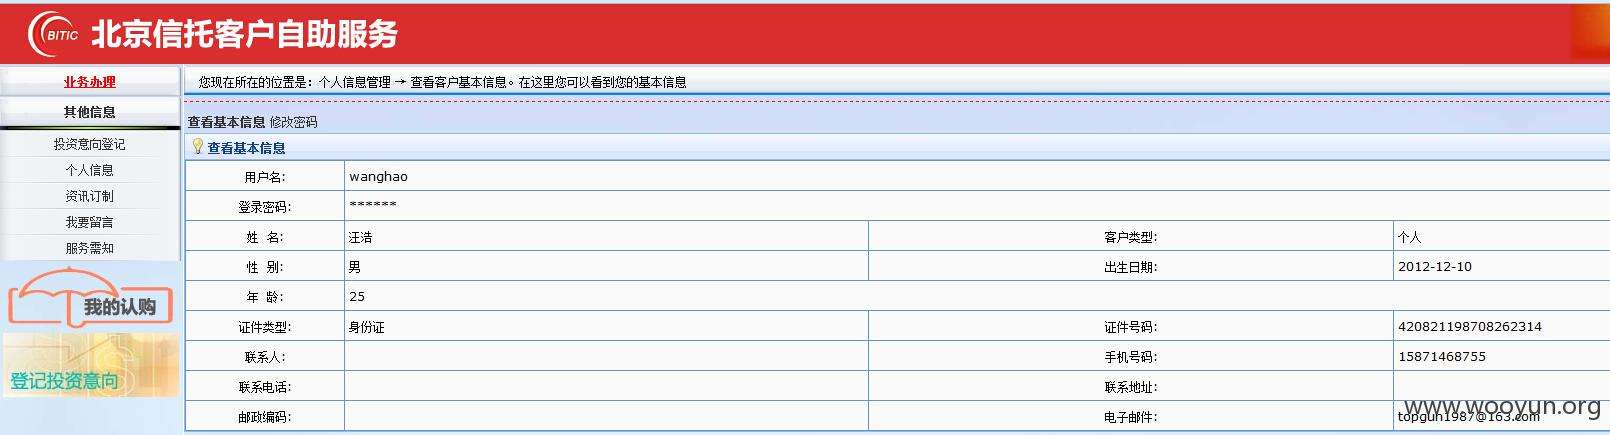 BITIC 北京信托客户自助服务
业务办理
您现在所在的位置是：个人信息管理 → 查看客户基本信息。在这里您可以看到您的基本信息
其他信息
查看基本信息 修改密码
投资意向登记
个人信息
资讯订制
我要留言
服务需知
我的认购
登记投资意向
查看基本信息
用户名: wanghao
登录密码: ******
姓 名: 汪浩 客户类型: 个人
性 别: 男 出生日期: 2012-12-10
年 龄: 25
证件类型: 身份证 证件号码: 420821198708262314
联系人: 手机号码: 15871468755
联系电话: 联系地址:
邮政编码: 电子邮件: topgun1987@163.com
www.wooyun.org